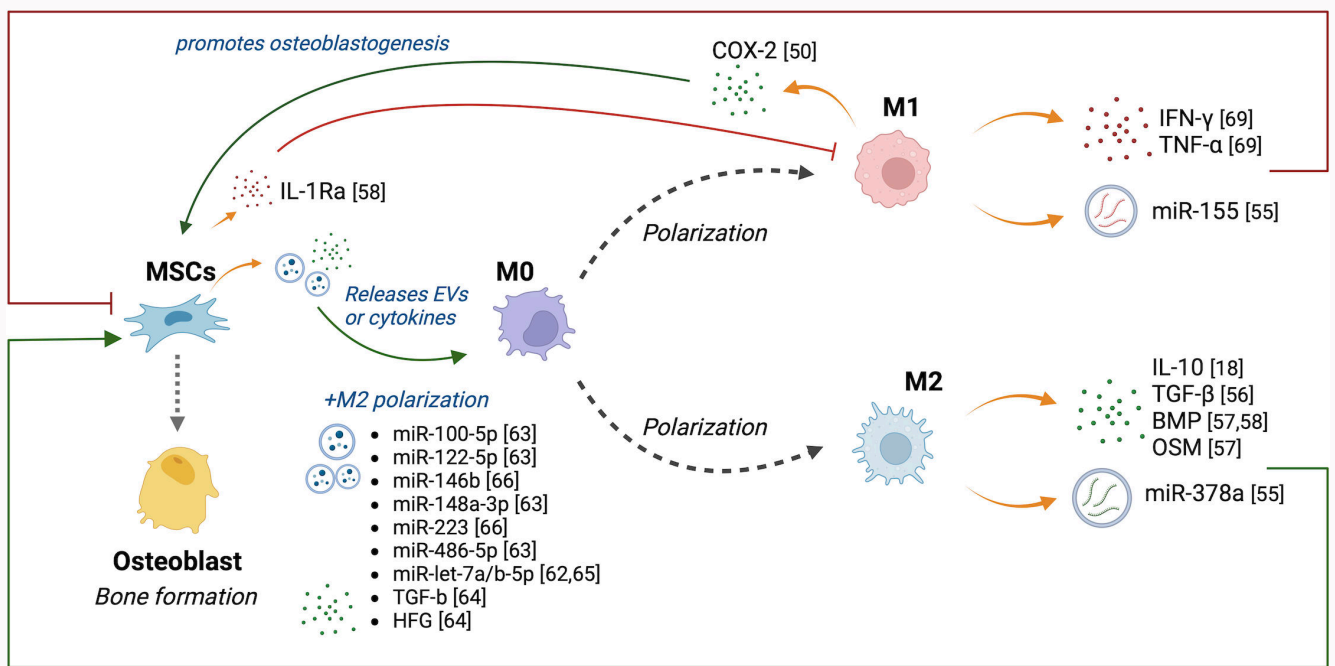 promotes osteoblastogenesis
COX-2 [50]
M1
IFN-γ [69]
TNF-α [69]
IL-1Ra [58]
miR-155 [55]
Polarization
MSCs
M0
Releases EVs
or cytokines
IL-10 [18]
TGF-β [56]
BMP [57,58]
OSM [57]
M2
+M2 polarization
Polarization
• miR-100-5p [63]
• miR-122-5p [63]
• miR-146b [66]
• miR-148a-3p [63]
• miR-223 [66]
• miR-486-5p [63]
• miR-let-7a/b-5p [62,65]
• TGF-b [64]
• HFG [64]
miR-378a [55]
Osteoblast
Bone formation